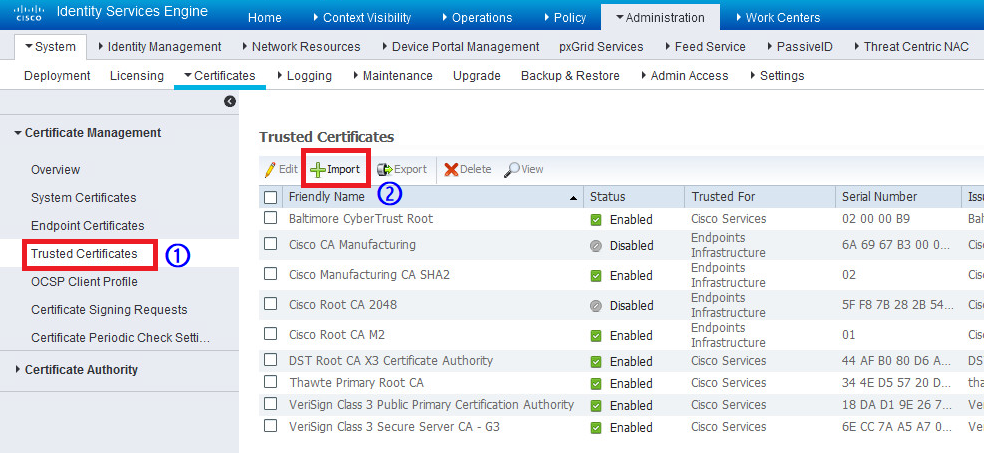 cisco Identity Services Engine Home Context Visibility Operations Policy Administration Work Centers
System Identity Management Network Resources Device Portal Management pxGrid Services Feed Service PassiveID Threat Centric NAC
Deployment Licensing Certificates Logging Maintenance Upgrade Backup & Restore Admin Access Settings
Certificate Management
Overview
System Certificates
Endpoint Certificates
Trusted Certificates 1
OCSP Client Profile
Certificate Signing Requests
Certificate Periodic Check Setti...
Certificate Authority
Trusted Certificates
Edit Import Export Delete View
2
Friendly Name Status Trusted For Serial Number Issu
Baltimore CyberTrust Root Enabled Cisco Services 02 00 00 B9 Balt
Cisco CA Manufacturing Disabled Endpoints Infrastructure 6A 69 67 B3 00 0... Cisc
Cisco Manufacturing CA SHA2 Enabled Endpoints Infrastructure 02 Cisc
Cisco Root CA 2048 Disabled Endpoints Infrastructure 5F F8 7B 28 2B 54... Cisc
Cisco Root CA M2 Enabled Endpoints Infrastructure 01 Cisc
DST Root CA X3 Certificate Authority Enabled Cisco Services 44 AF B0 80 D6 A... DS
Thawte Primary Root CA Enabled Cisco Services 34 4E D5 57 20 D... tha
VeriSign Class 3 Public Primary Certification Authority Enabled Cisco Services 18 DA D1 9E 26 7... Veri
VeriSign Class 3 Secure Server CA - G3 Enabled Cisco Services 6E CC 7A A5 A7 0... Veri